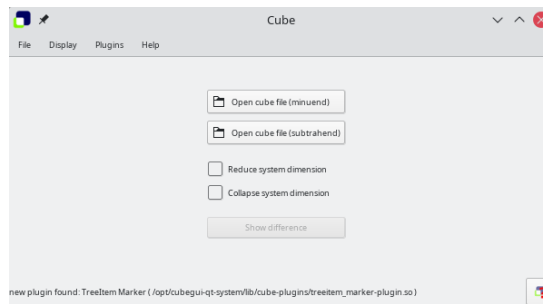 Cube
File Display Plugins Help
Open cube file (minuend)
Open cube file (subtrahend)
Reduce system dimension
Collapse system dimension
Show difference
new plugin found: TreeItem Marker ( /opt/cubegui-qt-system/lib/cube-plugins/treeitem_marker-plugin.so )